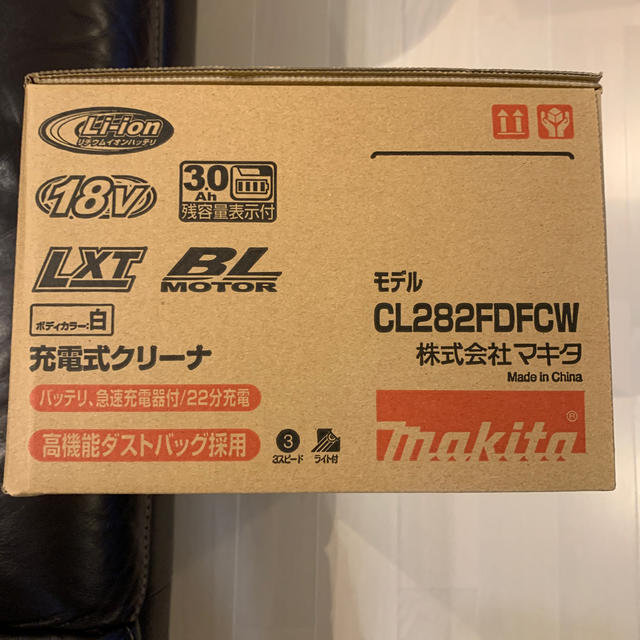 Li-ion
リチウムイオンバッテリ
18V
3.0
Ah
残容量表示付
LXT
BL
MOTOR
ボディカラー:白
充電式クリーナ
バッテリ、急速充電器付/22分充電
高機能ダストバッグ採用
3
3スピード
ライト付
モデル
CL282FDFCW
株式会社マキタ
Made in China
makita®